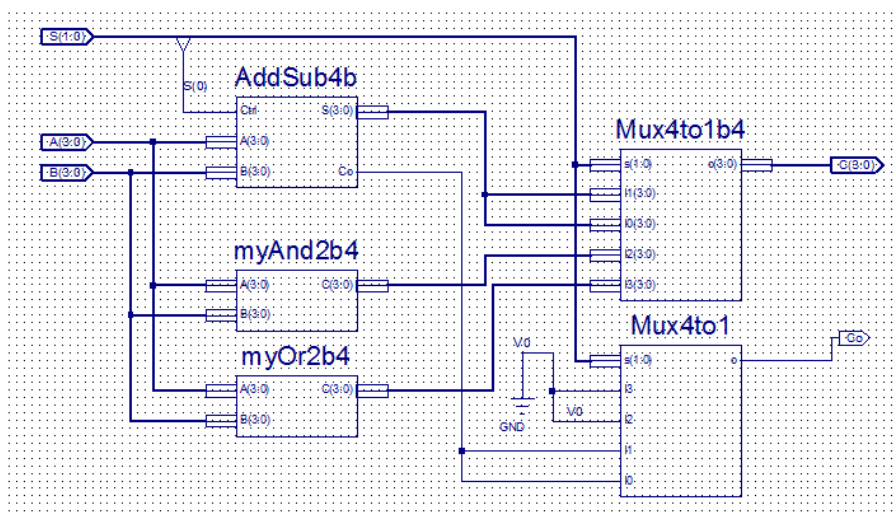 S(1:0)
S(0)
AddSub4b
Ctrl
S(3:0)
A(3:0)
A(3:0)
B(3:0)
B(3:0)
Co
Mux4to1b4
s(1:0)
o(3:0)
C(3:0)
I1(3:0)
I0(3:0)
I2(3:0)
I3(3:0)
myAnd2b4
A(3:0)
C(3:0)
B(3:0)
myOr2b4
A(3:0)
C(3:0)
B(3:0)
Mux4to1
V0
s(1:0)
o
Co
I3
V0
I2
GND
I1
I0